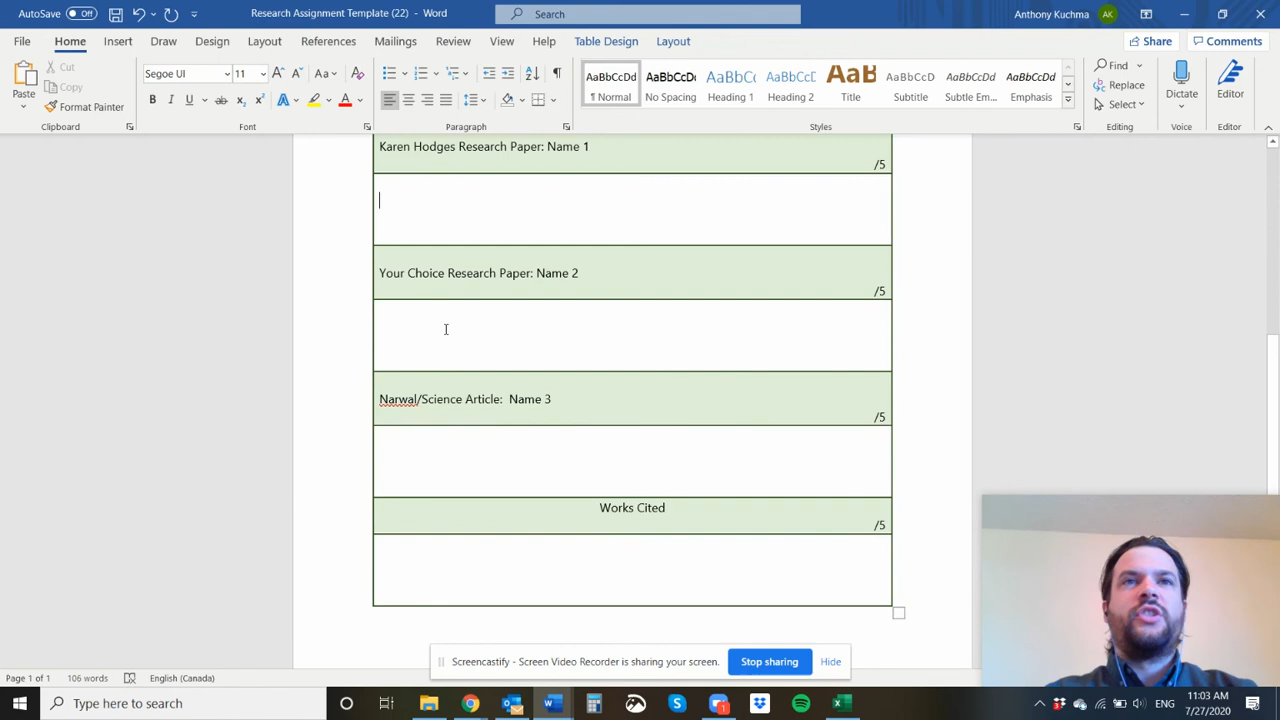 AutoSave Off
Research Assignment Template (22) - Word
Search
Anthony Kuchma AK
File Home Insert Draw Design Layout References Mailings Review View Help Table Design Layout
Share Comments
Paste
Cut
Copy
Format Painter
Segoe UI 11
AaBbCcDd AaBbCcDc AaBbC AaBbCc AaB AaBbCcDd AaBbCcDd AaBbCcDd
¶ Normal No Spacing Heading 1 Heading 2 Title Subtitle Subtle Em... Emphasis
Find
Replace
Select
Dictate
Editor
Clipboard Font Paragraph Styles Editing Voice Editor
Karen Hodges Research Paper: Name 1
/5
Your Choice Research Paper: Name 2
/5
Narwal/Science Article: Name 3
/5
Works Cited
/5
Screencastify - Screen Video Recorder is sharing your screen. Stop sharing Hide
Page 1 of 1 106 words English (Canada)
Type here to search
ENG
11:03 AM
7/27/2020